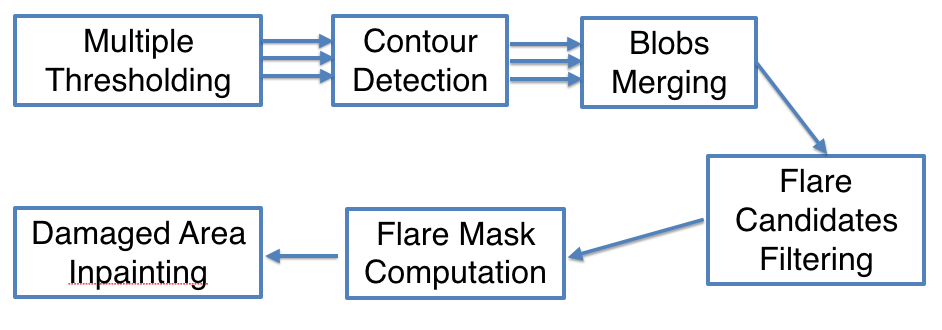 Multiple
Thresholding
Contour
Detection
Blobs
Merging
Flare
Candidates
Filtering
Flare Mask
Computation
Damaged Area
Inpainting